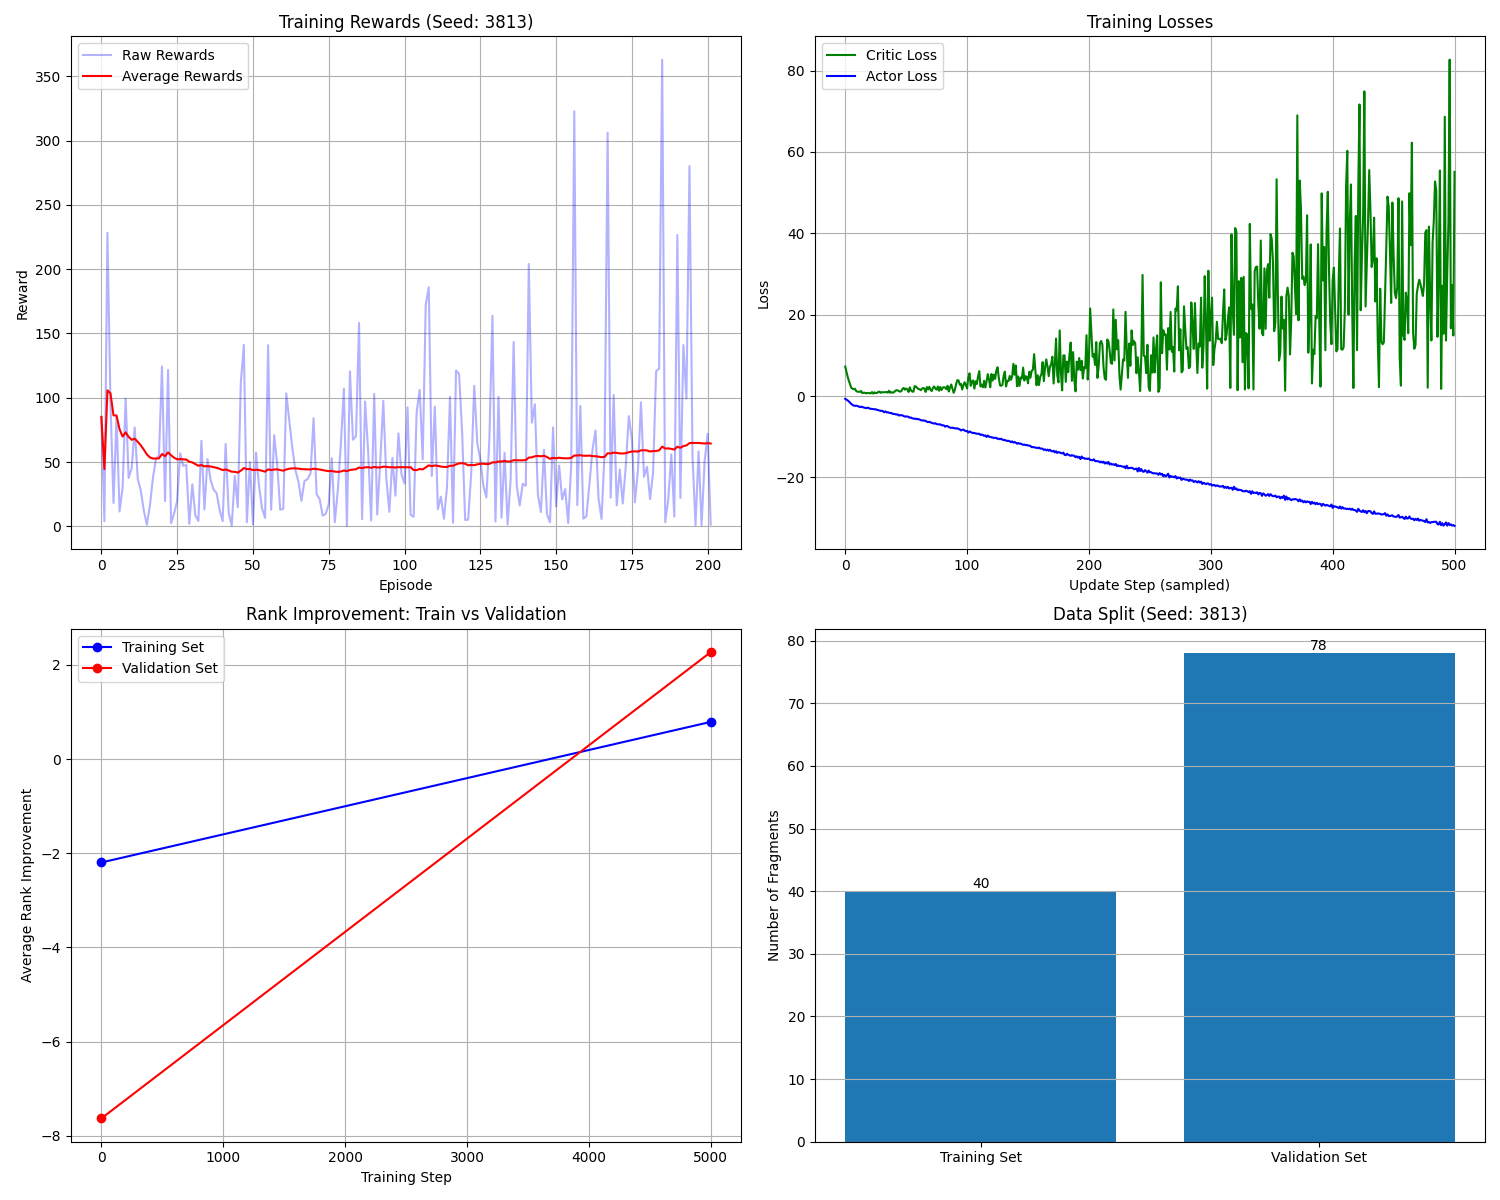 Training Rewards (Seed: 3813)
Raw Rewards
Average Rewards
Reward
350
300
250
200
150
100
50
0
0 25 50 75 100 125 150 175 200
Episode
Training Losses
Critic Loss
Actor Loss
Loss
80
60
40
20
0
−20
0 100 200 300 400 500
Update Step (sampled)
Rank Improvement: Train vs Validation
Training Set
Validation Set
Average Rank Improvement
2
0
−2
−4
−6
−8
0 1000 2000 3000 4000 5000
Training Step
Data Split (Seed: 3813)
Number of Fragments
80
70
60
50
40
30
20
10
0
40
78
Training Set Validation Set